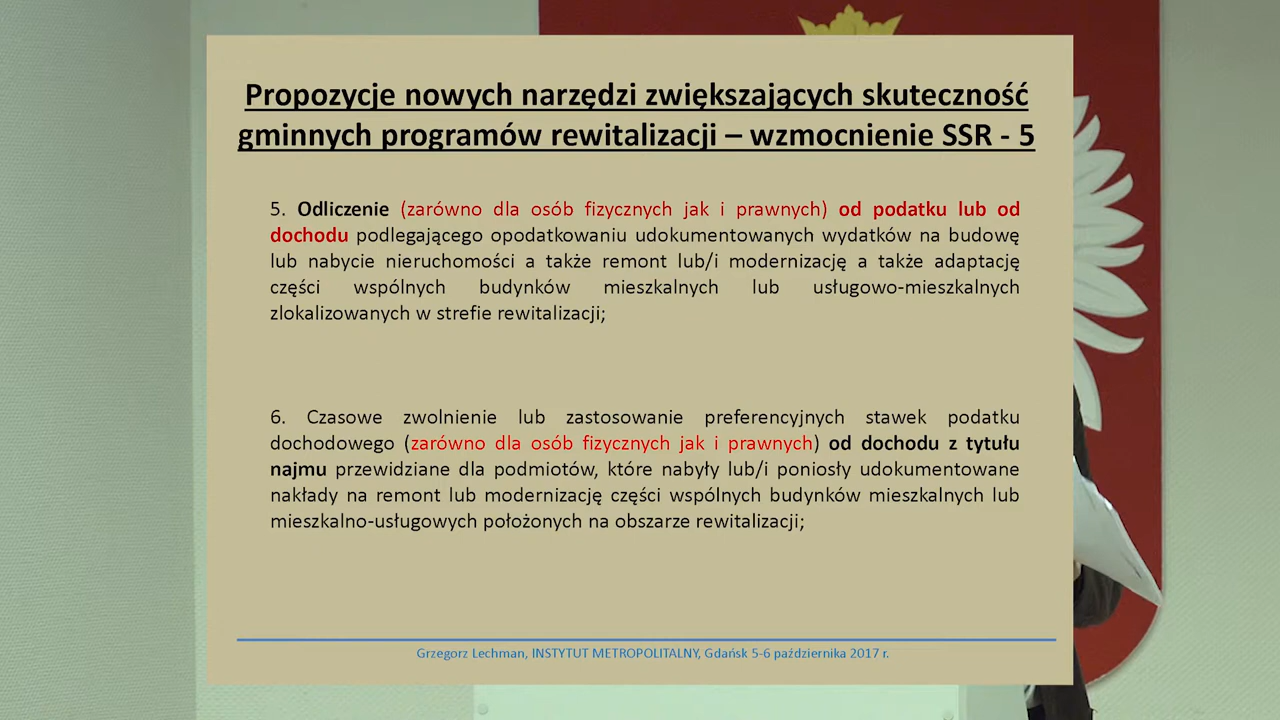 Propozycje nowych narzędzi zwiększających skuteczność
gminnych programów rewitalizacji – wzmocnienie SSR - 5
5. Odliczenie (zarówno dla osób fizycznych jak i prawnych) od podatku lub od
dochodu podlegającego opodatkowaniu udokumentowanych wydatków na budowę
lub nabycie nieruchomości a także remont lub/i modernizację a także adaptację
części wspólnych budynków mieszkalnych lub usługowo-mieszkalnych
zlokalizowanych w strefie rewitalizacji;
6. Czasowe zwolnienie lub zastosowanie preferencyjnych stawek podatku
dochodowego (zarówno dla osób fizycznych jak i prawnych) od dochodu z tytułu
najmu przewidziane dla podmiotów, które nabyły lub/i poniosły udokumentowane
nakłady na remont lub modernizację części wspólnych budynków mieszkalnych lub
mieszkalno-usługowych położonych na obszarze rewitalizacji;
Grzegorz Lechman, INSTYTUT METROPOLITALNY, Gdańsk 5-6 października 2017 r.